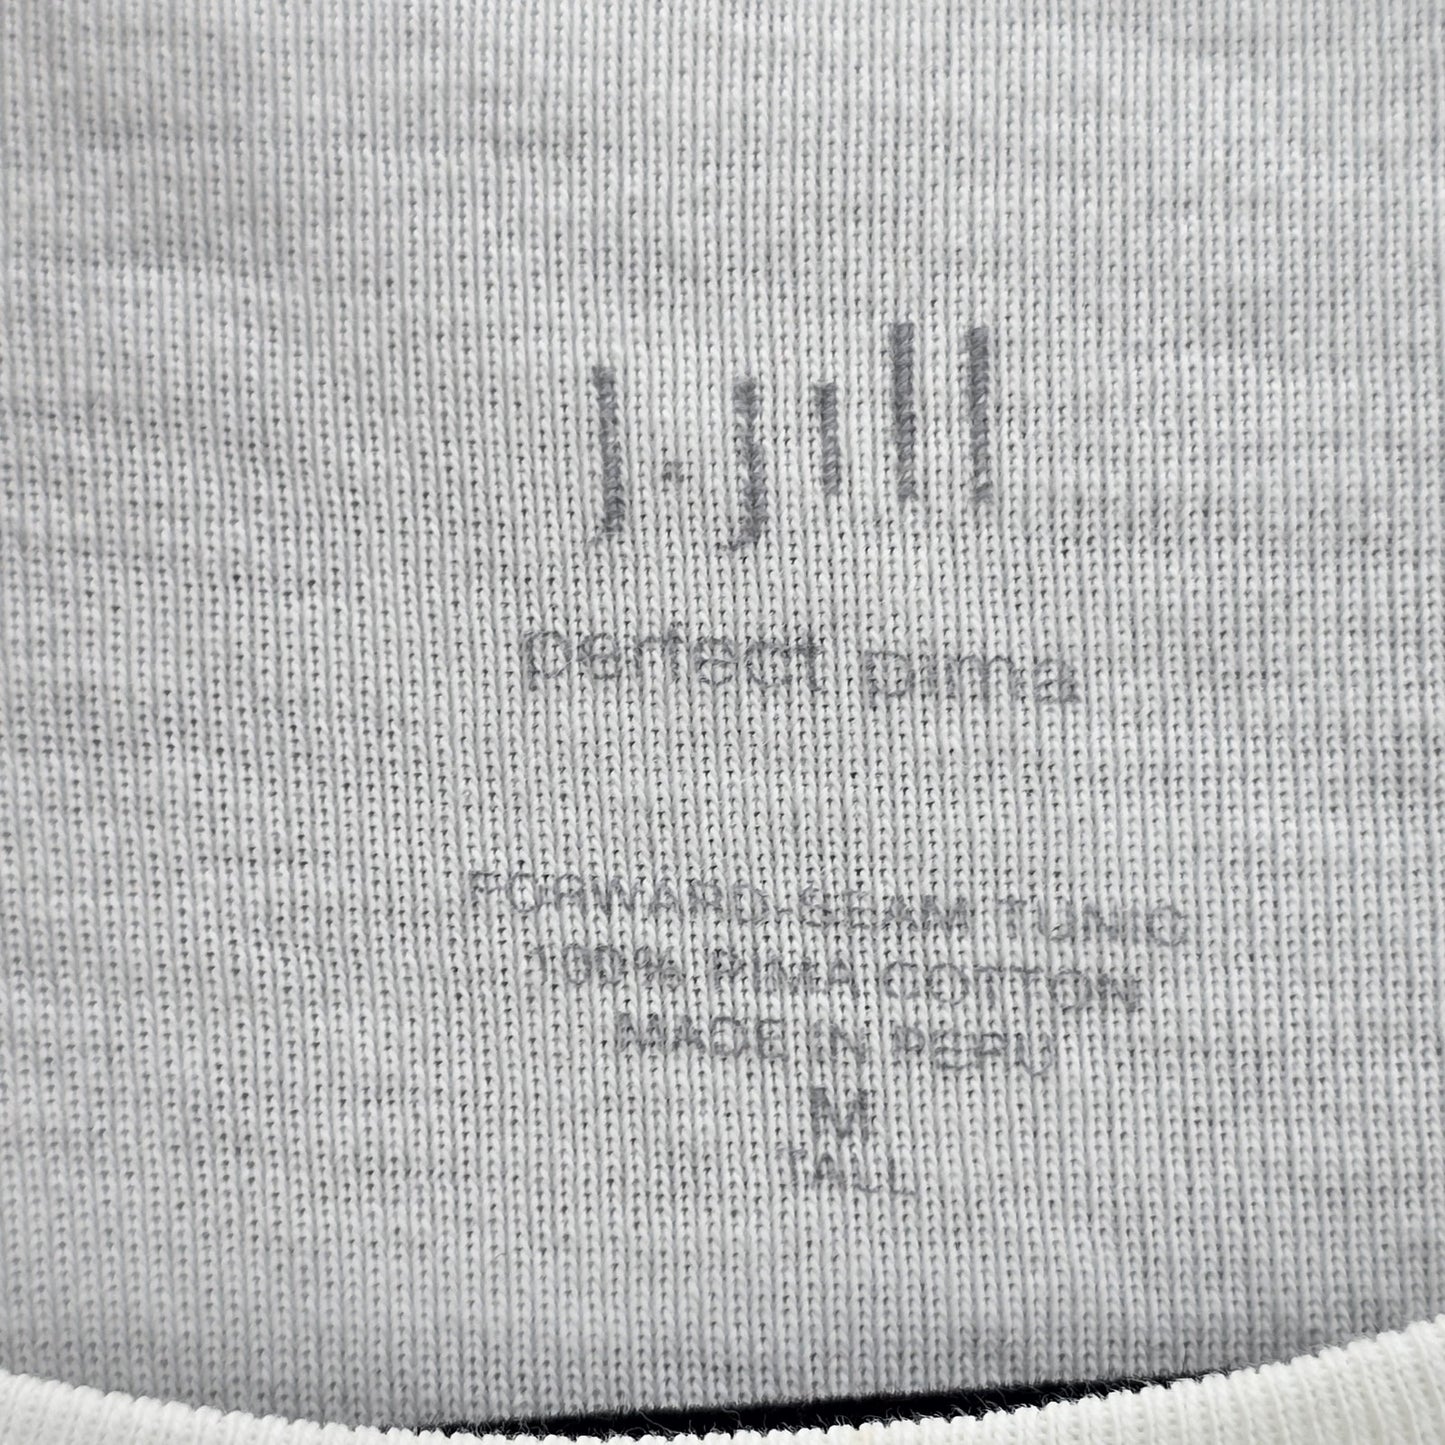 j.jill
perfect pima
FORWARD-SEAM TUNIC
100% PIMA COTTON
MADE IN PERU
M
TALL